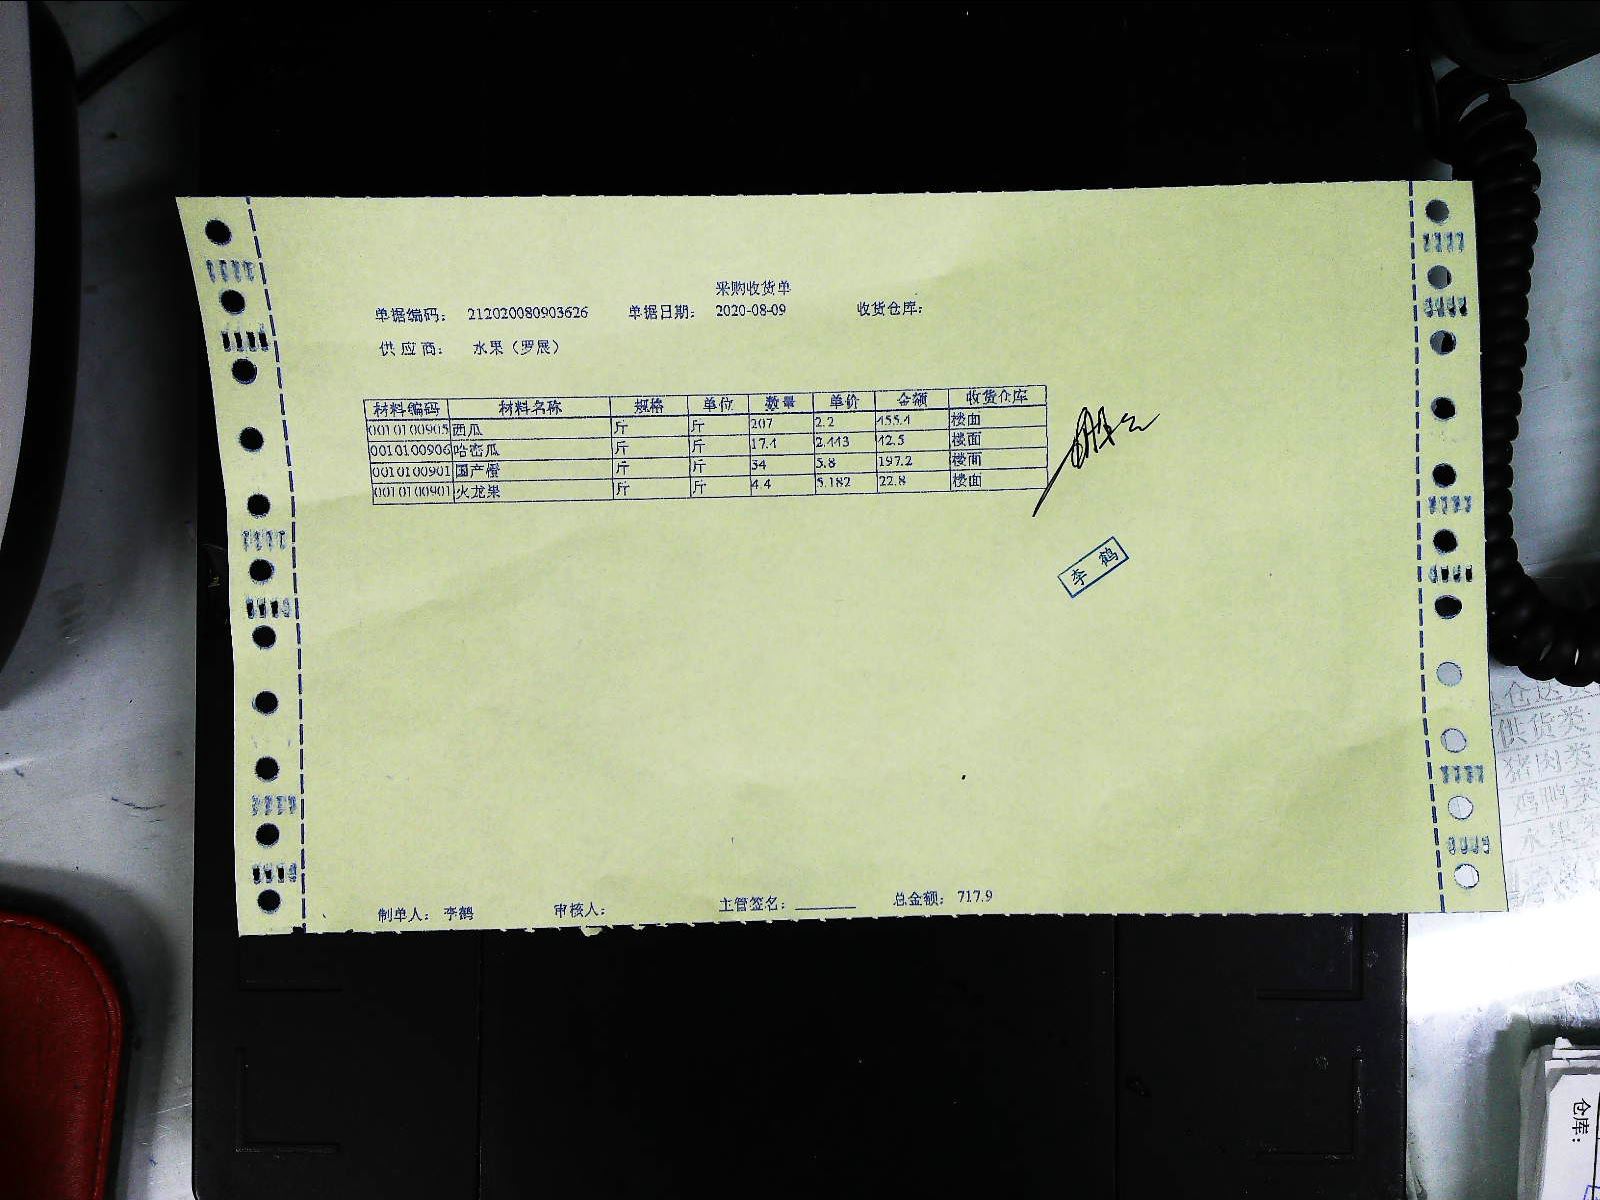 采购收货单
单据编码： 212020080903626 单据日期： 2020-08-09 收货仓库：
供 应 商： 水果（罗展）
材料编码 材料名称 规格 单位 数量 单价 金额 收货仓库
0010100905 西瓜 斤 斤 207 2.2 455.4 楼面
0010100906 哈密瓜 斤 斤 17.4 2.443 42.5 楼面
0010100901 国产橙 斤 斤 34 5.8 197.2 楼面
火龙果 斤 斤 4.4 5.182 22.8 楼面
李 鹤
制单人： 李鹤 审核人： 主管签名： 总金额： 717.9
供货类
猪肉类
鸡鸭类
水果类
仓库：